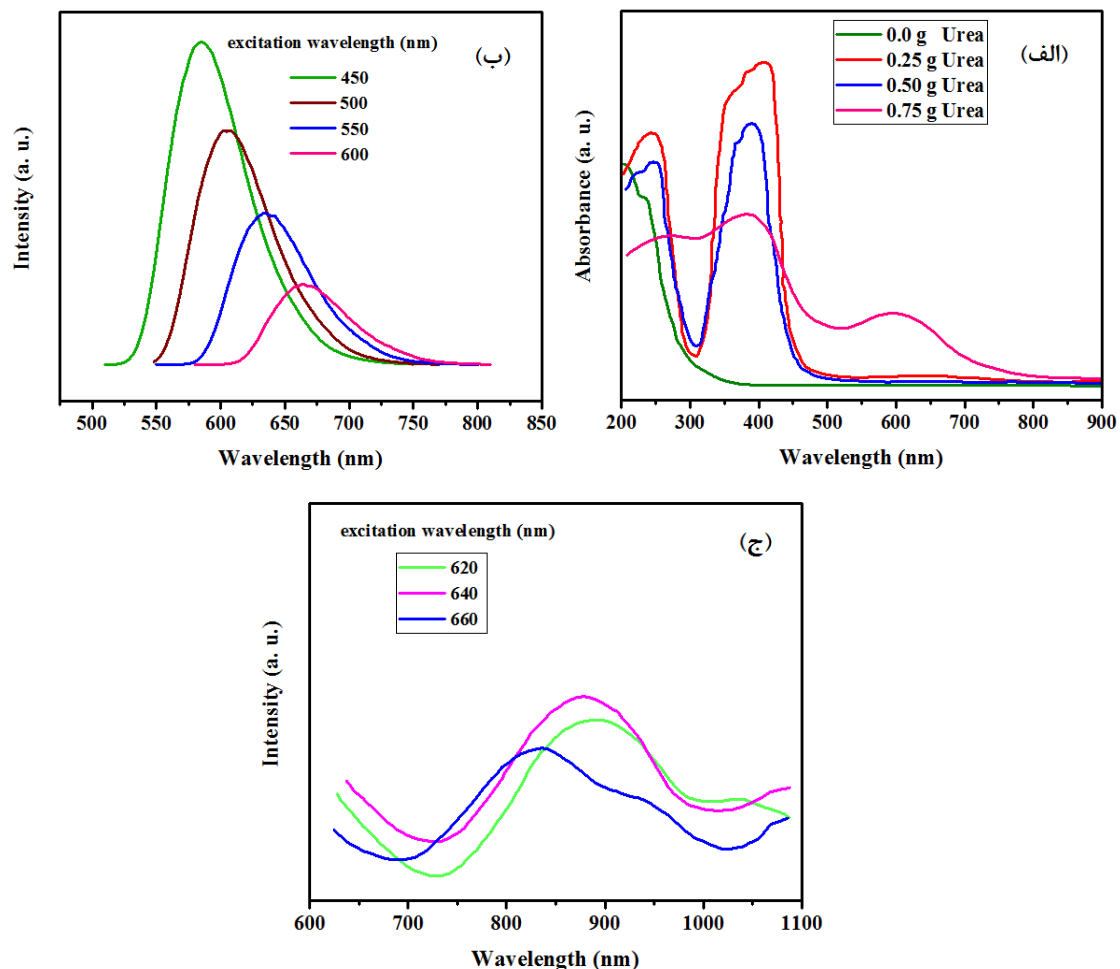 excitation wavelength (nm)
(ب)
450
500
550
600
Intensity (a. u.)
500 550 600 650 700 750 800 850
Wavelength (nm)
(الف)
0.0 g Urea
0.25 g Urea
0.50 g Urea
0.75 g Urea
Absorbance (a. u.)
200 300 400 500 600 700 800 900
Wavelength (nm)
excitation wavelength (nm)
(ج)
620
640
660
Intensity (a. u.)
600 700 800 900 1000 1100
Wavelength (nm)